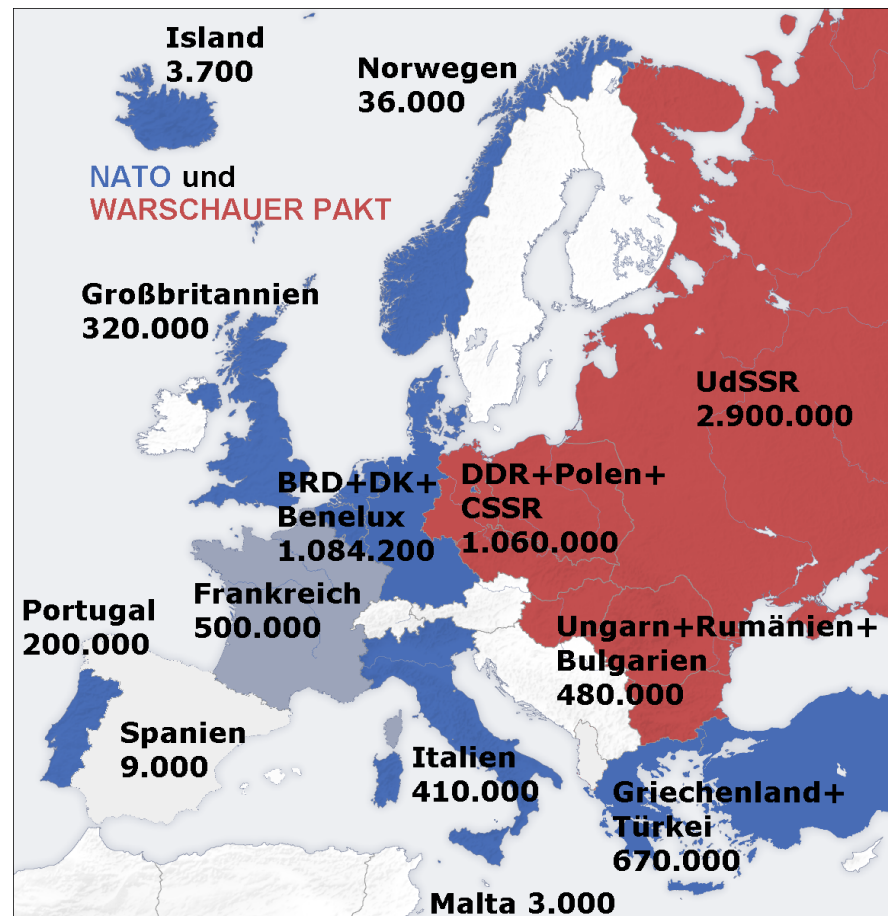 Island
3.700
Norwegen
36.000
NATO und
WARSCHAUER PAKT
Großbritannien
320.000
UdSSR
2.900.000
BRD+DK+
Benelux
1.084.200
DDR+Polen+
CSSR
1.060.000
Frankreich
500.000
Portugal
200.000
Ungarn+Rumänien+
Bulgarien
480.000
Spanien
9.000
Italien
410.000
Griechenland+
Türkei
670.000
Malta 3.000